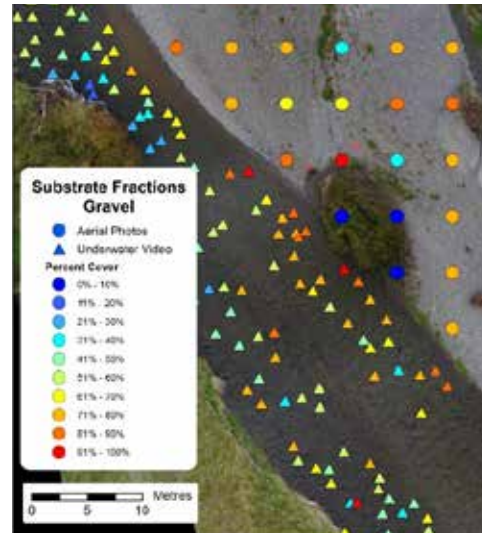 Substrate Fractions
Gravel
Aerial Photos
Underwater Video
Percent Cover
0% - 10%
11% - 20%
21% - 30%
31% - 40%
41% - 50%
51% - 60%
61% - 70%
71% - 80%
81% - 90%
91% - 100%
Metres
0 5 10